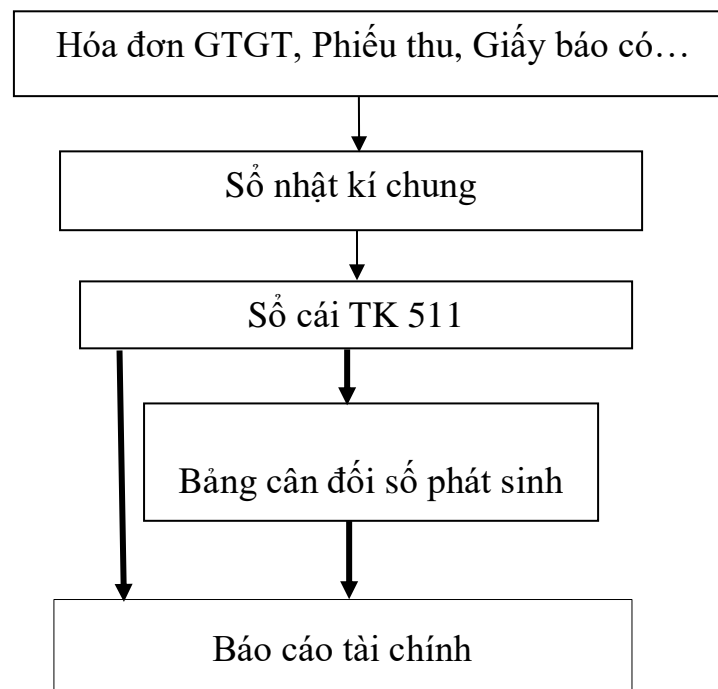 Hóa đơn GTGT, Phiếu thu, Giấy báo có…
Sổ nhật kí chung
Sổ cái TK 511
Bảng cân đối số phát sinh
Báo cáo tài chính